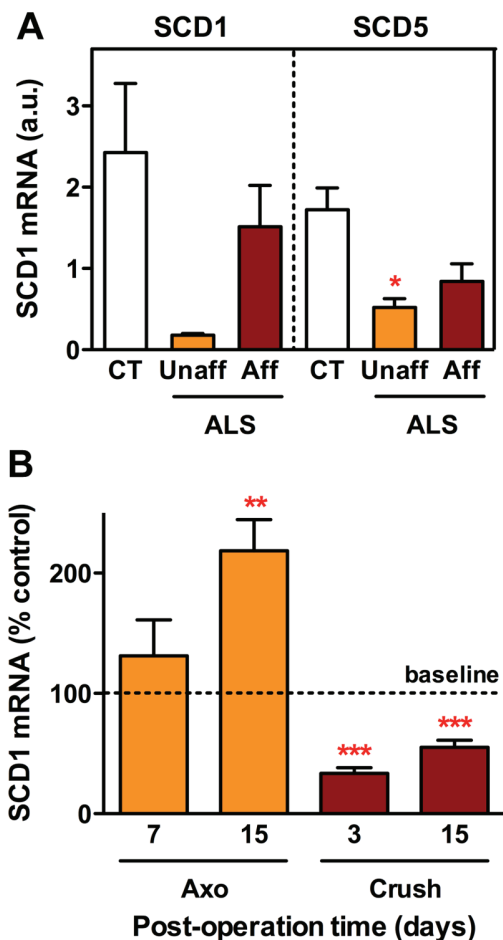 A
SCD1 SCD5
SCD1 mRNA (a.u.)
3
2
1
0
*
CT Unaff Aff CT Unaff Aff
ALS ALS
B
SCD1 mRNA (% control)
200
100
0
**
baseline
*** ***
7 15 3 15
Axo Crush
Post-operation time (days)